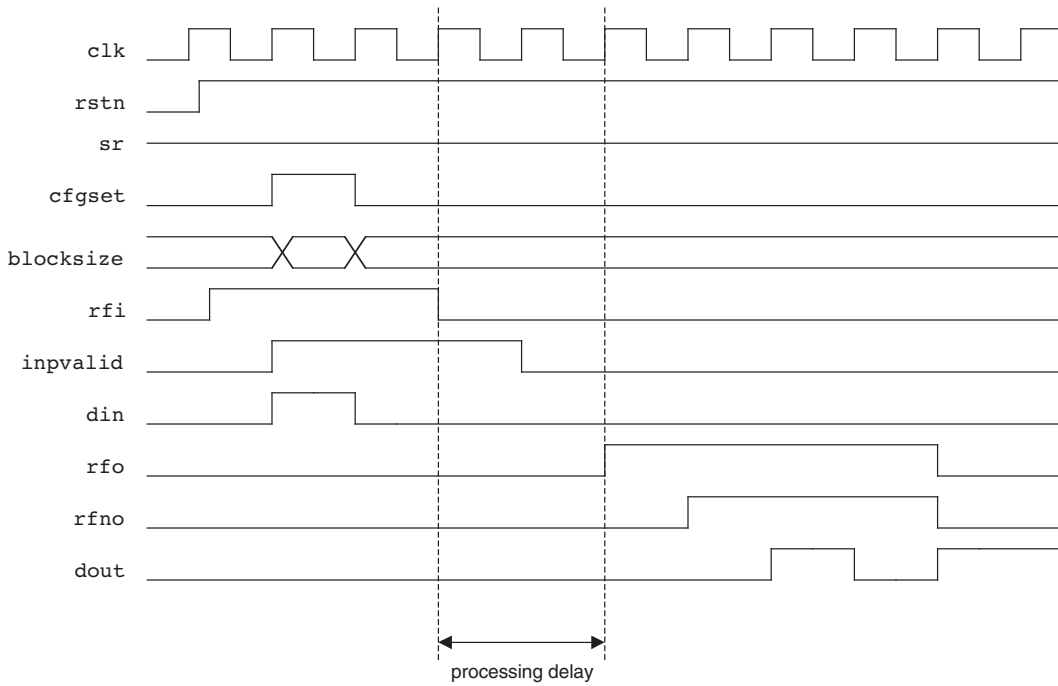 clk
rstn
sr
cfgset
blocksize
rfi
inpvalid
din
rfo
rfno
dout
processing delay